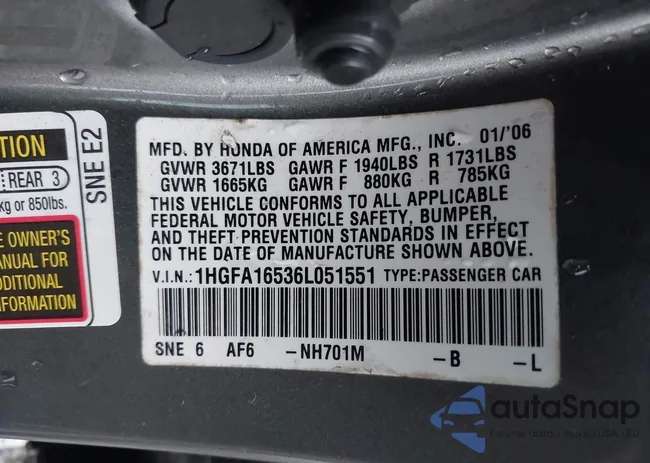 MFD. BY HONDA OF AMERICA MFG., INC. 01/'06
GVWR 3671LBS GAWR F 1940LBS R 1731LBS
GVWR 1665KG GAWR F 880KG R 785KG
THIS VEHICLE CONFORMS TO ALL APPLICABLE
FEDERAL MOTOR VEHICLE SAFETY, BUMPER,
AND THEFT PREVENTION STANDARDS IN EFFECT
ON THE DATE OF MANUFACTURE SHOWN ABOVE.
V.I.N.: 1HGFA16536L051551 TYPE:PASSENGER CAR
SNE 6 AF6 -NH701M -B -L
TION
REAR 3
kg or 850lbs.
E OWNER'S
ANUAL FOR
DDITIONAL
NFORMATION
SNE E2
autoSnap